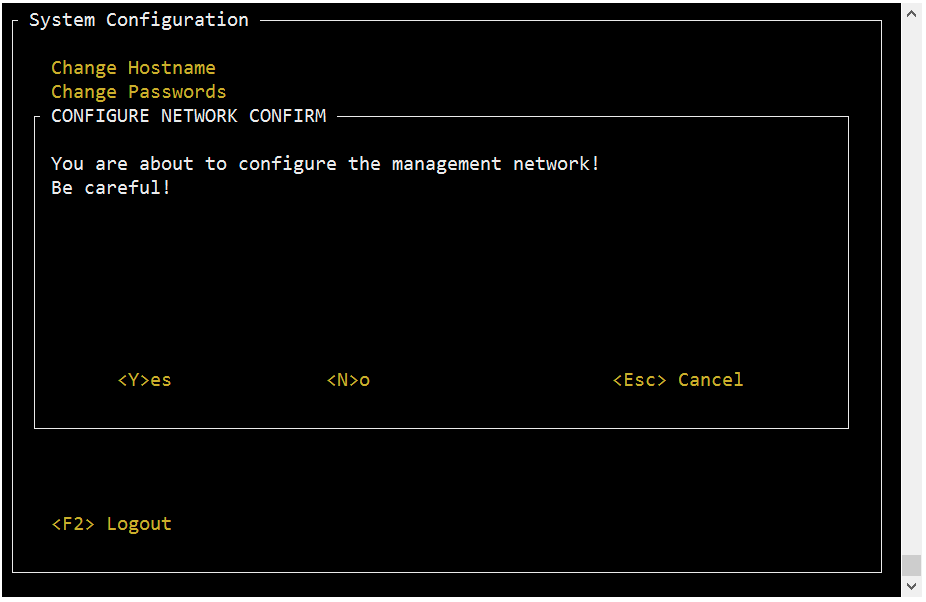 System Configuration
Change Hostname
Change Passwords
CONFIGURE NETWORK CONFIRM
You are about to configure the management network!
Be careful!
<Y>es <N>o <Esc> Cancel
<F2> Logout